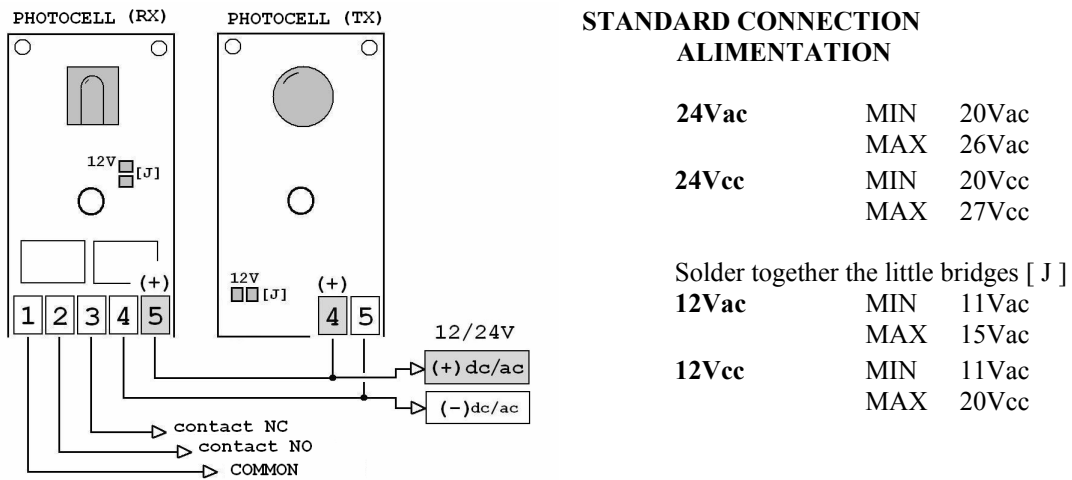 PHOTOCELL (RX)
PHOTOCELL (TX)
12V
[J]
(+)
1 2 3 4 5
12V
[J]
(+)
4 5
12/24V
(+)dc/ac
(-)dc/ac
contact NC
contact NO
COMMON
STANDARD CONNECTION
ALIMENTATION
24Vac MIN 20Vac
MAX 26Vac
24Vcc MIN 20Vcc
MAX 27Vcc
Solder together the little bridges [ J ]
12Vac MIN 11Vac
MAX 15Vac
12Vcc MIN 11Vac
MAX 20Vcc